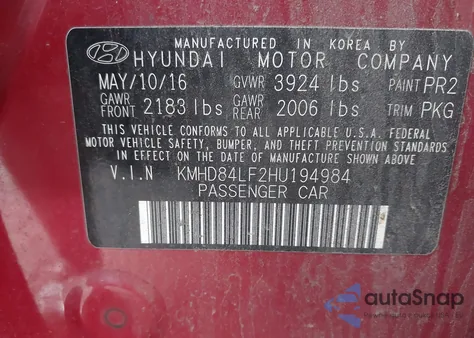 MANUFACTURED IN KOREA BY
HYUNDAI MOTOR COMPANY
MAY/10/16 GVWR 3924 lbs PAINT PR2
GAWR FRONT 2183 lbs GAWR REAR 2006 lbs TRIM PKG
THIS VEHICLE CONFORMS TO ALL APPLICABLE U.S.A. FEDERAL
MOTOR VEHICLE SAFETY, BUMPER, AND THEFT PREVENTION STANDARDS
IN EFFECT ON THE DATE OF MANUFACTURE SHOWN ABOVE.
V.I.N KMHD84LF2HU194984
PASSENGER CAR
autoSnap